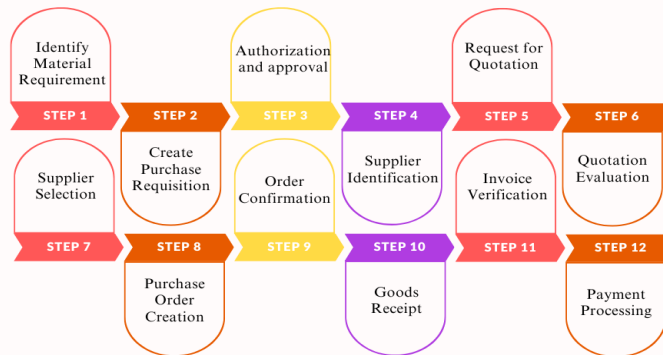 Identify
Material
Requirement
STEP 1
STEP 2
Create
Purchase
Requisition
Authorization
and approval
STEP 3
STEP 4
Supplier
Identification
Request for
Quotation
STEP 5
STEP 6
Quotation
Evaluation
Supplier
Selection
STEP 7
STEP 8
Purchase
Order
Creation
Order
Confirmation
STEP 9
STEP 10
Goods
Receipt
Invoice
Verification
STEP 11
STEP 12
Payment
Processing